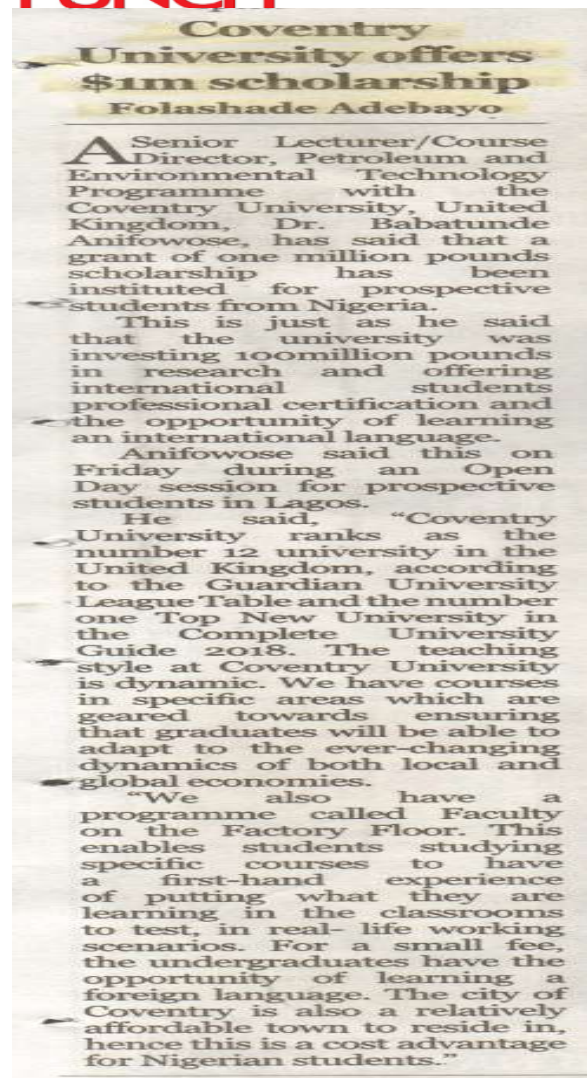 PUNCH
Coventry
University offers
$1m scholarship
Folashade Adebayo
A Senior Lecturer/Course
Director, Petroleum and
Environmental Technology
Programme with the
Coventry University, United
Kingdom, Dr. Babatunde
Anifowose, has said that a
grant of one million pounds
scholarship has been
instituted for prospective
students from Nigeria.
This is just as he said
that the university was
investing 100million pounds
in research and offering
international students
professional certification and
the opportunity of learning
an international language.
Anifowose said this on
Friday during an Open
Day session for prospective
students in Lagos.
He said, “Coventry
University ranks as the
number 12 university in the
United Kingdom, according
to the Guardian University
League Table and the number
one Top New University in
the Complete University
Guide 2018. The teaching
style at Coventry University
is dynamic. We have courses
in specific areas which are
geared towards ensuring
that graduates will be able to
adapt to the ever-changing
dynamics of both local and
global economies.
“We also have a
programme called Faculty
on the Factory Floor. This
enables students studying
specific courses to have
a first-hand experience
of putting what they are
learning in the classrooms
to test, in real- life working
scenarios. For a small fee,
the undergraduates have the
opportunity of learning a
foreign language. The city of
Coventry is also a relatively
affordable town to reside in,
hence this is a cost advantage
for Nigerian students.”